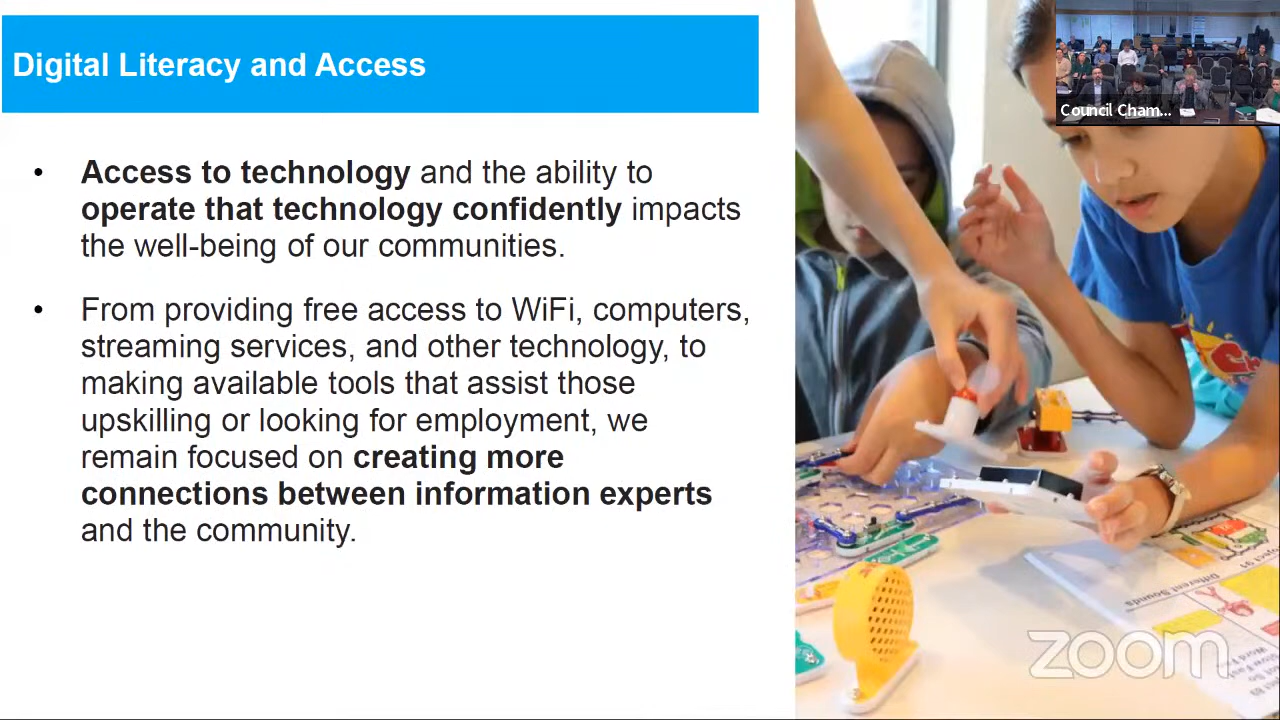 Digital Literacy and Access
Council Cham...
• Access to technology and the ability to
operate that technology confidently impacts
the well-being of our communities.
• From providing free access to WiFi, computers,
streaming services, and other technology, to
making available tools that assist those
upskilling or looking for employment, we
remain focused on creating more
connections between information experts
and the community.
Different Sounds
zoom